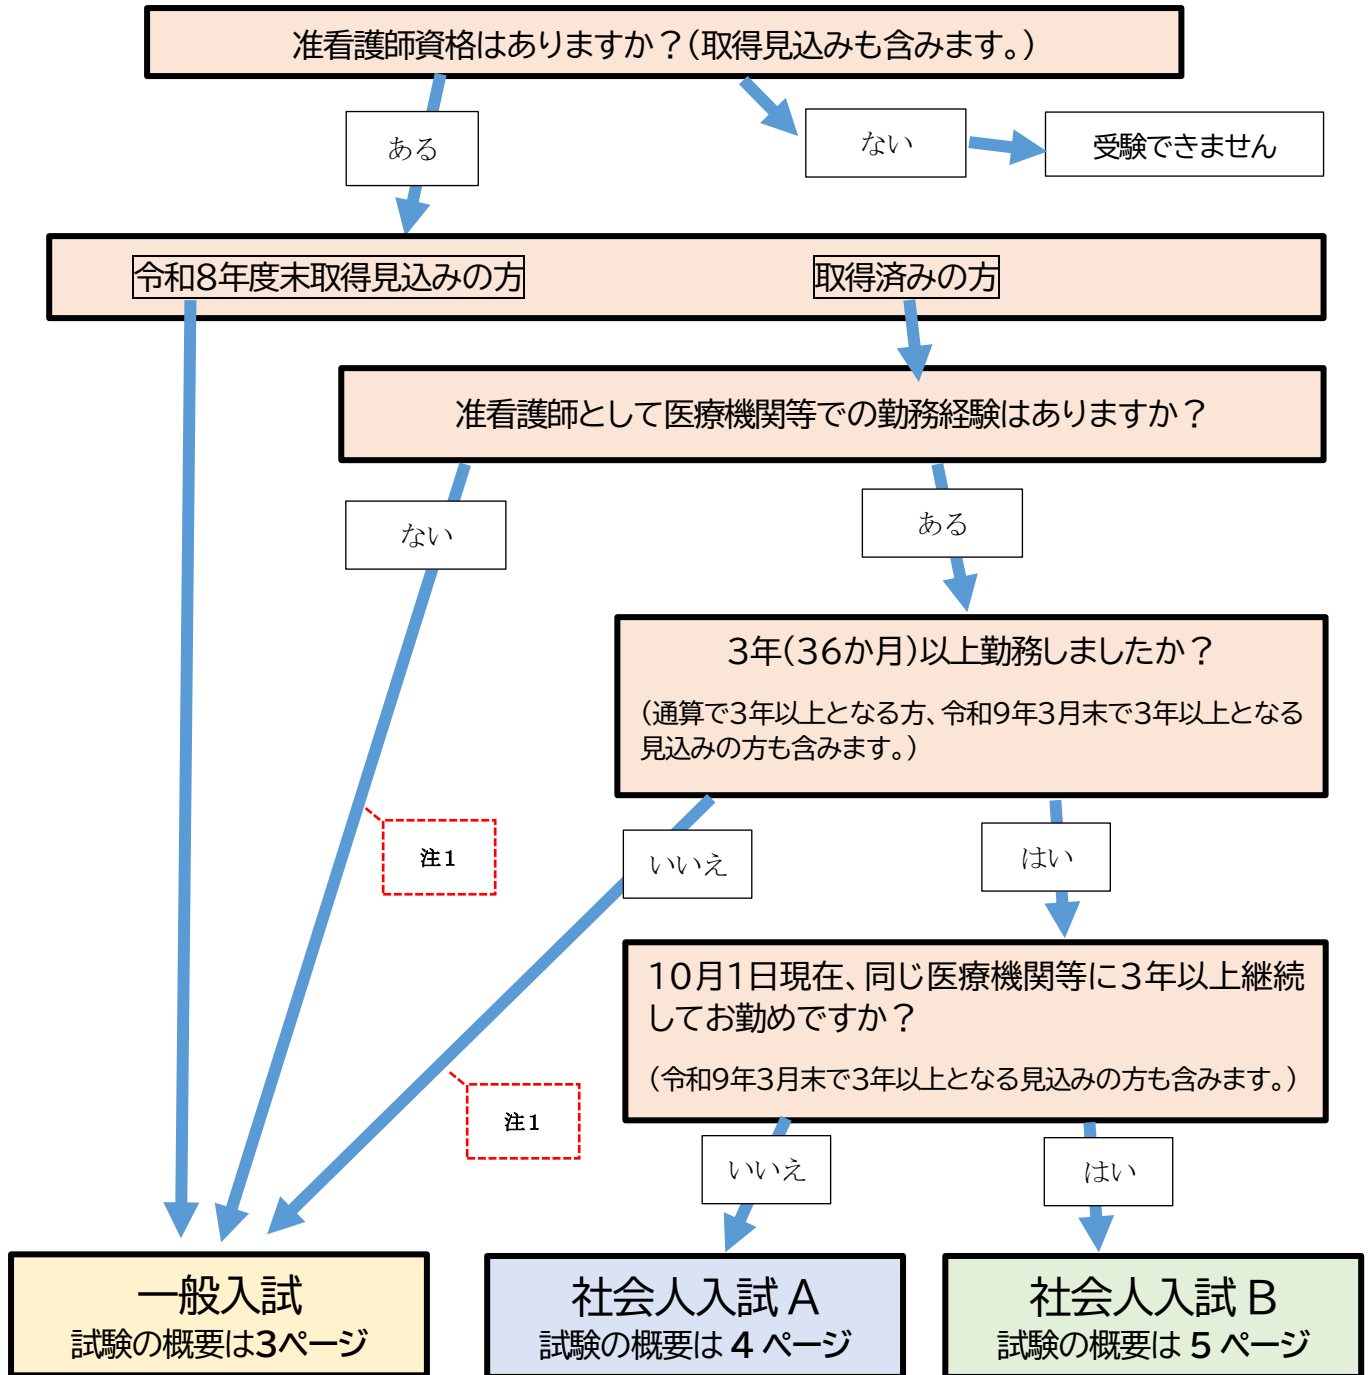 准看護師資格はありますか？(取得見込みも含みます。)
ある
ない
受験できません
令和8年度末取得見込みの方
取得済みの方
准看護師として医療機関等での勤務経験はありますか？
ない
ある
3年(36か月)以上勤務しましたか？
(通算で3年以上となる方、令和9年3月末で3年以上となる
見込みの方も含みます。)
注1
いいえ
はい
10月1日現在、同じ医療機関等に3年以上継続
してお勤めですか？
(令和9年3月末で3年以上となる見込みの方も含みます。)
注1
いいえ
はい
一般入試
試験の概要は3ページ
社会人入試 A
試験の概要は 4 ページ
社会人入試 B
試験の概要は 5 ページ